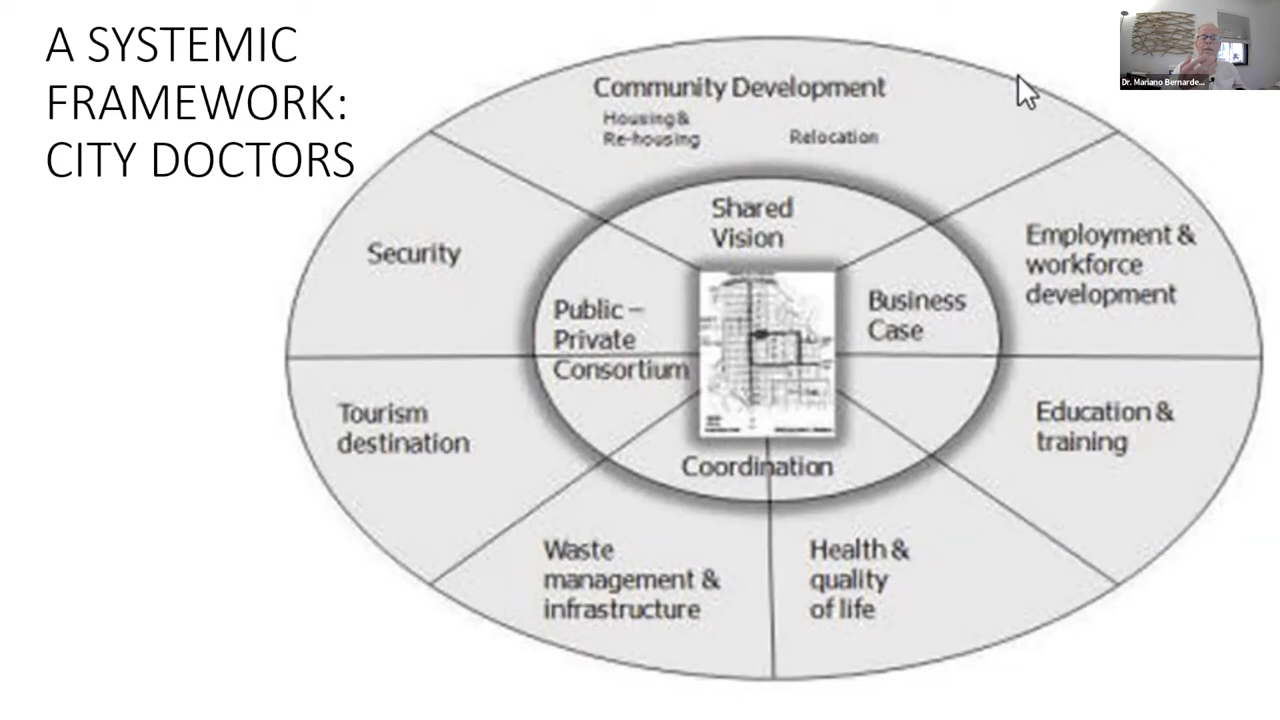 A SYSTEMIC
FRAMEWORK:
CITY DOCTORS
Dr. Mariano Bernarde...
Community Development
Housing &
Re-housing
Relocation
Security
Shared
Vision
Employment &
workforce
development
Public –
Private
Consortium
Business
Case
Tourism
destination
Education &
training
Coordination
Waste
management &
infrastructure
Health &
quality
of life